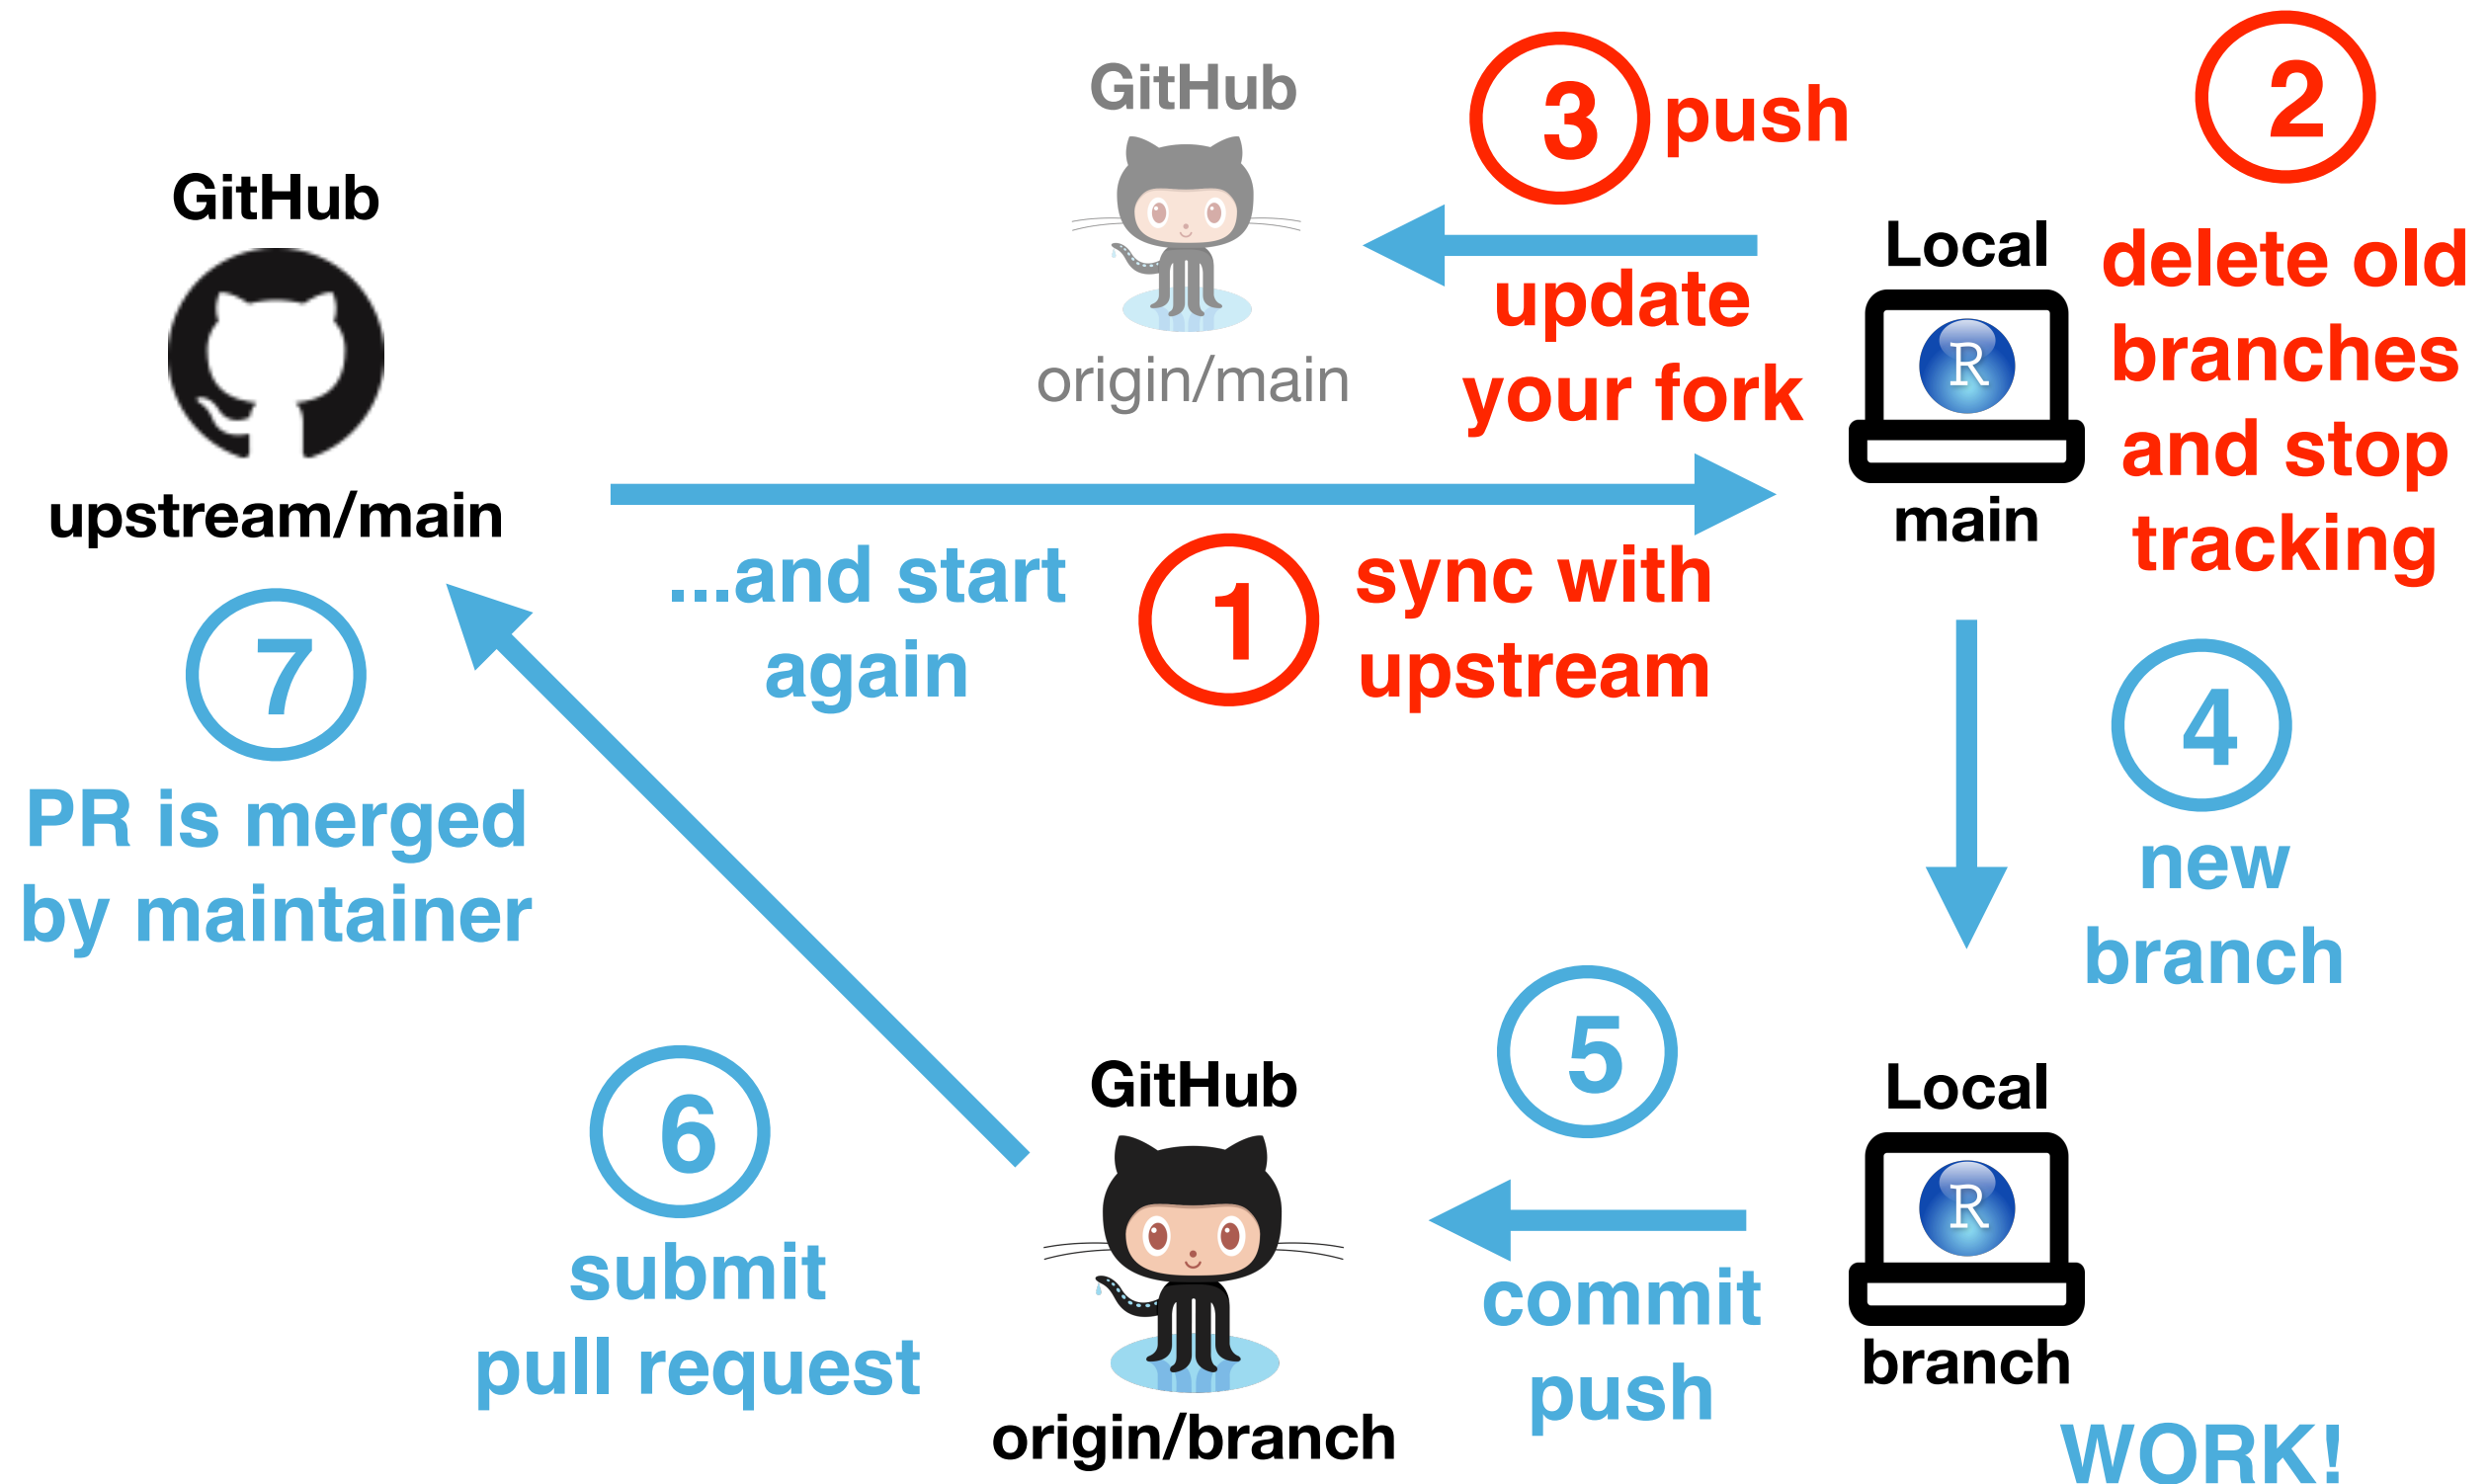 GitHub
upstream/main
GitHub
origin/main
3
push
update
your fork
Local
R
main
2
delete old
branches
and stop
tracking
...and start
again
1
sync with
upstream
4
new
branch
7
PR is merged
by maintainer
5
commit
push
Local
R
branch
WORK!
6
submit
pull request
GitHub
origin/branch